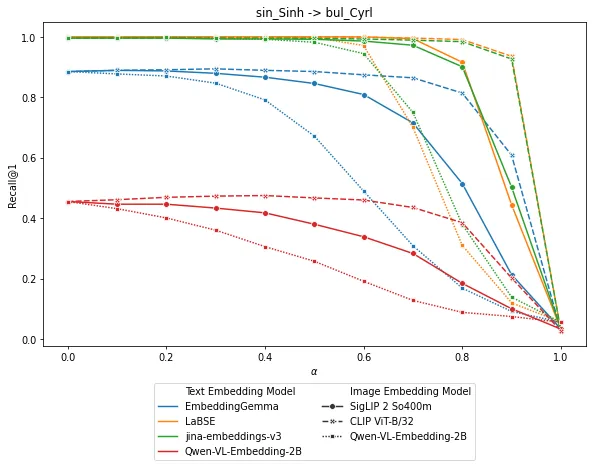 sin_Sinh -> bul_Cyrl
1.0
0.8
0.6
0.4
0.2
0.0
Recall@1
0.0 0.2 0.4 0.6 0.8 1.0
α
Text Embedding Model Image Embedding Model
EmbeddingGemma SigLIP 2 So400m
LaBSE CLIP ViT-B/32
jina-embeddings-v3 Qwen-VL-Embedding-2B
Qwen-VL-Embedding-2B